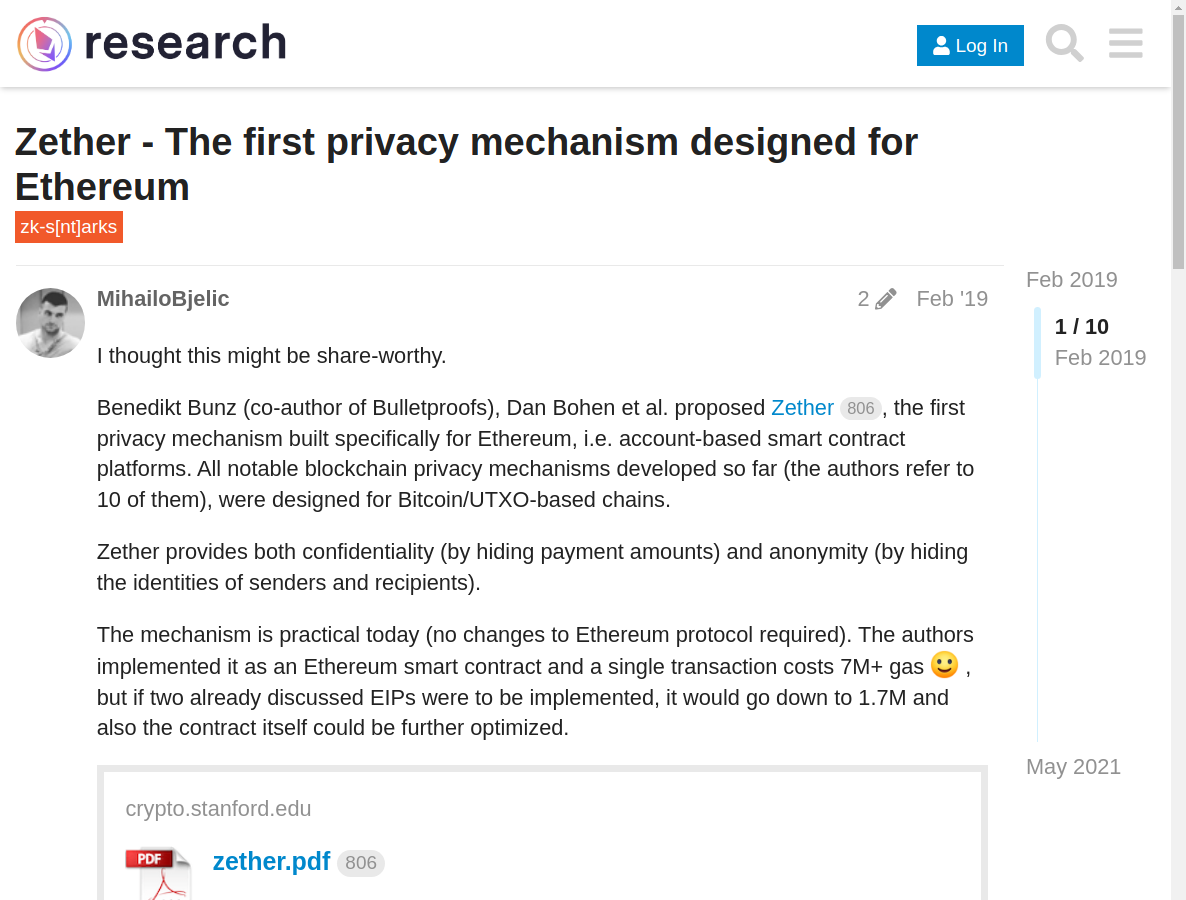 research
Log In
Zether - The first privacy mechanism designed for
Ethereum
zk-s[nt]arks
MihailoBjelic
2
Feb '19
Feb 2019
1 / 10
Feb 2019
I thought this might be share-worthy.
Benedikt Bunz (co-author of Bulletproofs), Dan Bohen et al. proposed Zether 806, the first
privacy mechanism built specifically for Ethereum, i.e. account-based smart contract
platforms. All notable blockchain privacy mechanisms developed so far (the authors refer to
10 of them), were designed for Bitcoin/UTXO-based chains.
Zether provides both confidentiality (by hiding payment amounts) and anonymity (by hiding
the identities of senders and recipients).
The mechanism is practical today (no changes to Ethereum protocol required). The authors
implemented it as an Ethereum smart contract and a single transaction costs 7M+ gas 🙂 ,
but if two already discussed EIPs were to be implemented, it would go down to 1.7M and
also the contract itself could be further optimized.
May 2021
crypto.stanford.edu
PDF
zether.pdf 806